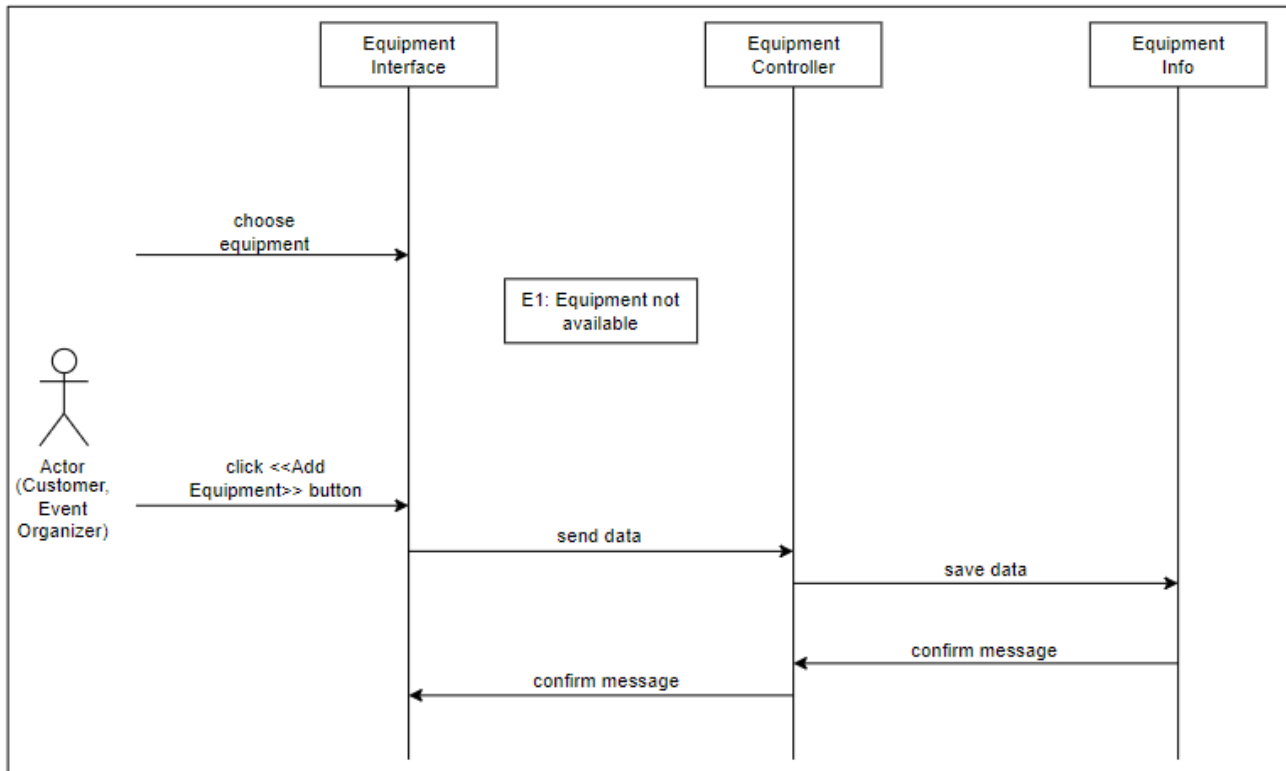 Equipment
Interface
Equipment
Controller
Equipment
Info
choose
equipment
E1: Equipment not
available
Actor
(Customer,
Event
Organizer)
click <<Add
Equipment>> button
send data
save data
confirm message
confirm message